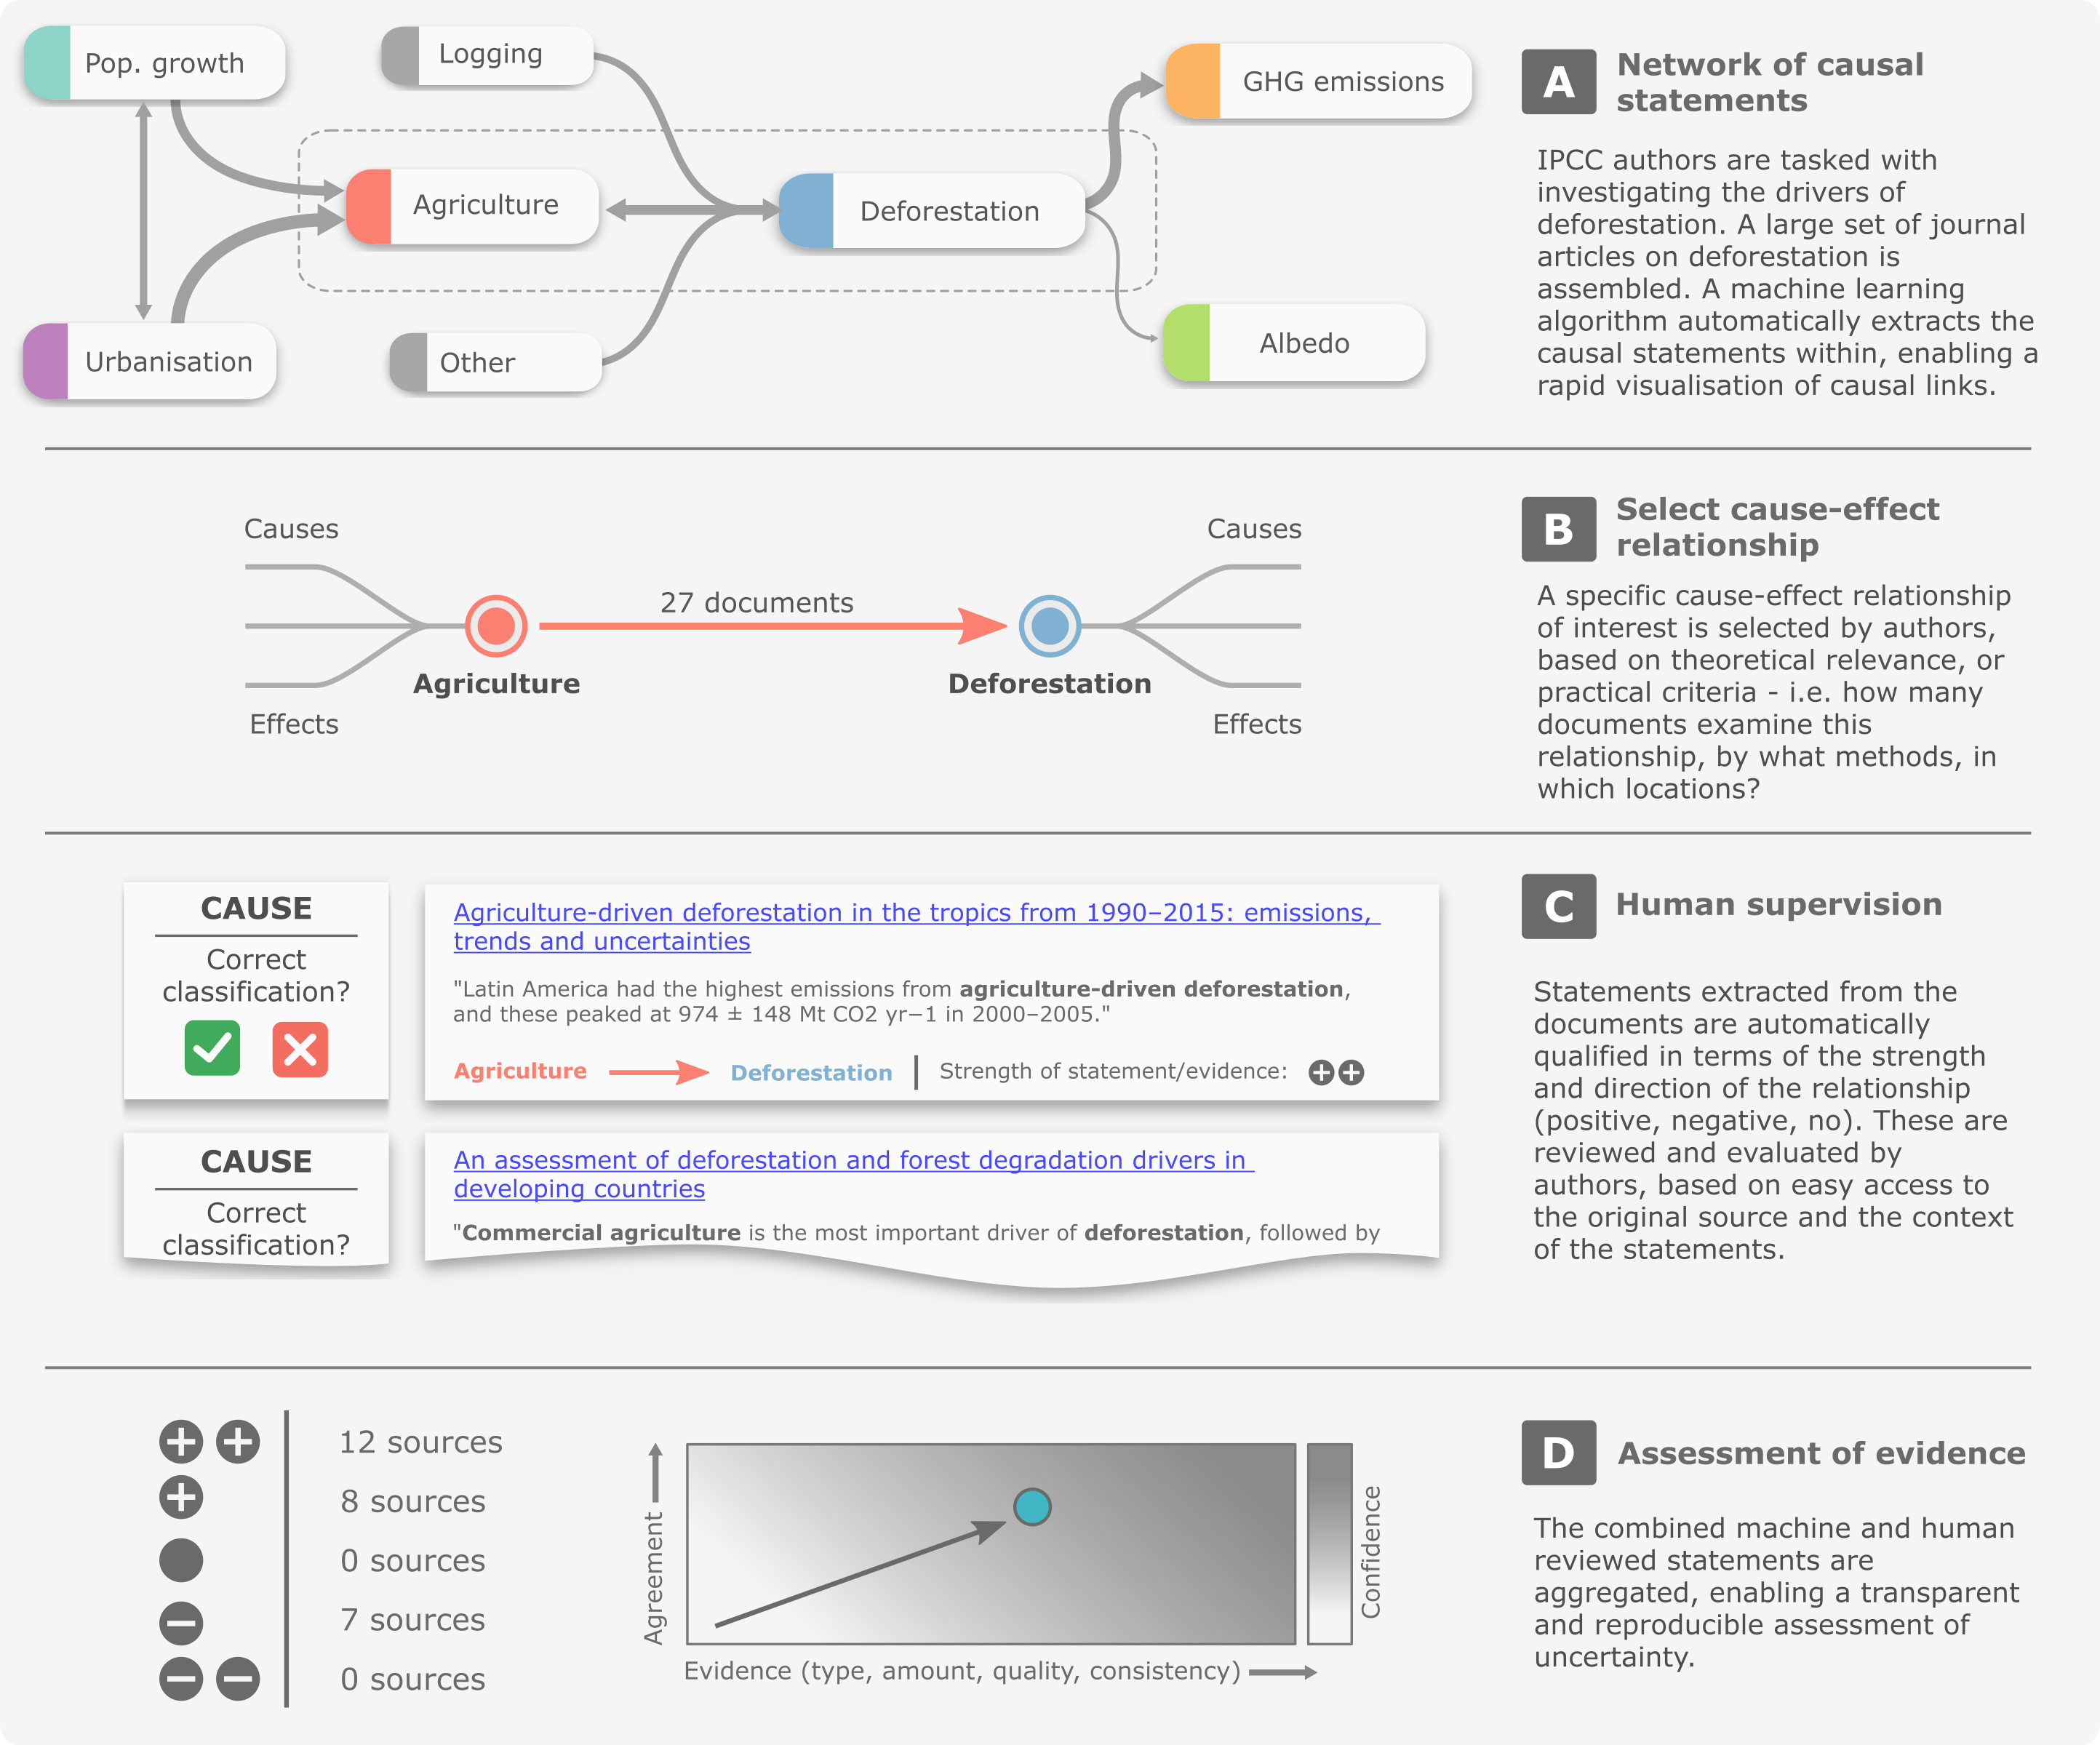 Pop. growth
Logging
GHG emissions
Agriculture
Deforestation
Urbanisation
Other
Albedo
A
Network of causal
statements
IPCC authors are tasked with
investigating the drivers of
deforestation. A large set of journal
articles on deforestation is
assembled. A machine learning
algorithm automatically extracts the
causal statements within, enabling a
rapid visualisation of causal links.
Causes
Causes
27 documents
Agriculture
Deforestation
Effects
Effects
B
Select cause-effect
relationship
A specific cause-effect relationship
of interest is selected by authors,
based on theoretical relevance, or
practical criteria - i.e. how many
documents examine this
relationship, by what methods, in
which locations?
CAUSE
Correct
classification?
Agriculture-driven deforestation in the tropics from 1990–2015: emissions,
trends and uncertainties
"Latin America had the highest emissions from agriculture-driven deforestation,
and these peaked at 974 ± 148 Mt CO2 yr−1 in 2000–2005."
Agriculture
Deforestation
Strength of statement/evidence:
CAUSE
Correct
classification?
An assessment of deforestation and forest degradation drivers in
developing countries
"Commercial agriculture is the most important driver of deforestation, followed by
C
Human supervision
Statements extracted from the
documents are automatically
qualified in terms of the strength
and direction of the relationship
(positive, negative, no). These are
reviewed and evaluated by
authors, based on easy access to
the original source and the context
of the statements.
12 sources
8 sources
0 sources
7 sources
0 sources
Agreement
Evidence (type, amount, quality, consistency)
Confidence
D
Assessment of evidence
The combined machine and human
reviewed statements are
aggregated, enabling a transparent
and reproducible assessment of
uncertainty.